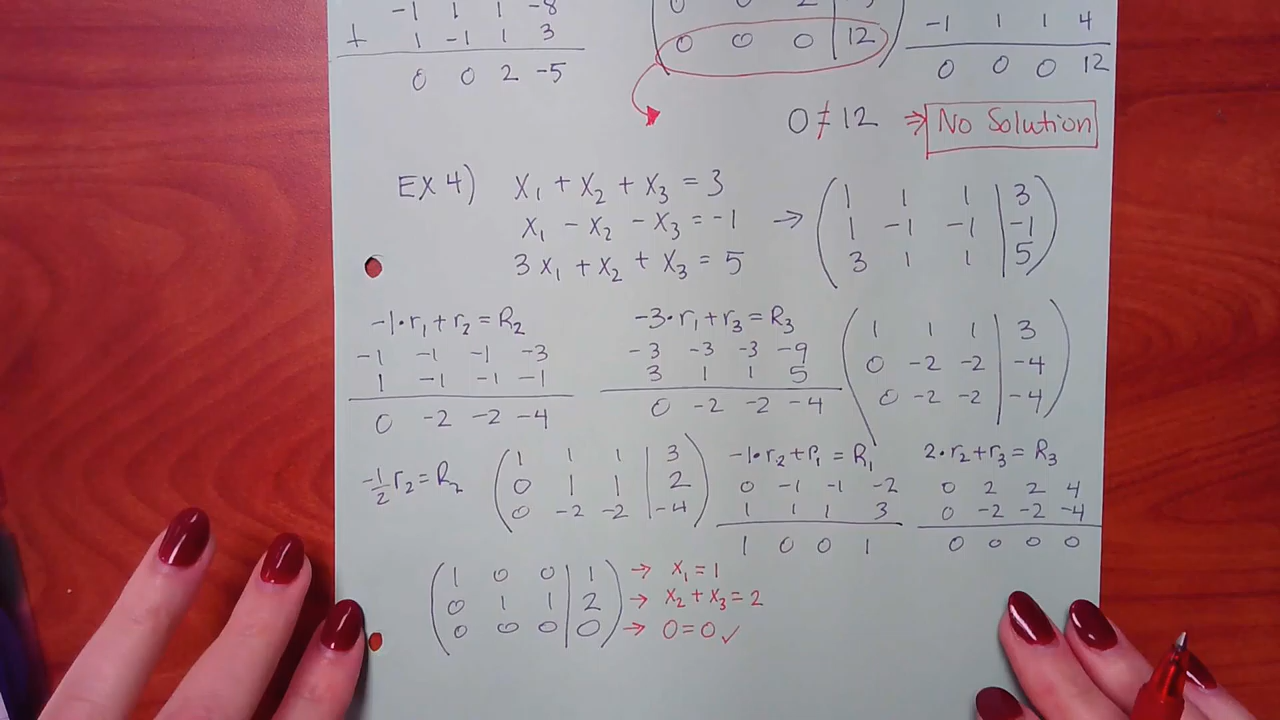 -1 1 1 -8
+ 1 -1 1 3
0 0 2 -5
0 0 0 | 12
-1 1 1 4
0 0 0 12
0 ≠ 12 ⇒ No Solution
EX 4) x₁ + x₂ + x₃ = 3
x₁ - x₂ - x₃ = -1 →
3x₁ + x₂ + x₃ = 5
1 1 1 | 3
1 -1 -1 | -1
3 1 1 | 5
-1·r₁ + r₂ = R₂
-1 -1 -1 -3
1 -1 -1 -1
0 -2 -2 -4
-3·r₁ + r₃ = R₃
-3 -3 -3 -9
3 1 1 5
0 -2 -2 -4
1 1 1 | 3
0 -2 -2 | -4
0 -2 -2 | -4
-1/2 r₂ = R₂
1 1 1 | 3
0 1 1 | 2
0 -2 -2 | -4
-1·r₂ + r₁ = R₁
0 -1 -1 -2
1 1 1 3
1 0 0 1
2·r₂ + r₃ = R₃
0 2 2 4
0 -2 -2 -4
0 0 0 0
1 0 0 | 1 → x₁ = 1
0 1 1 | 2 → x₂ + x₃ = 2
0 0 0 | 0 → 0 = 0 ✓